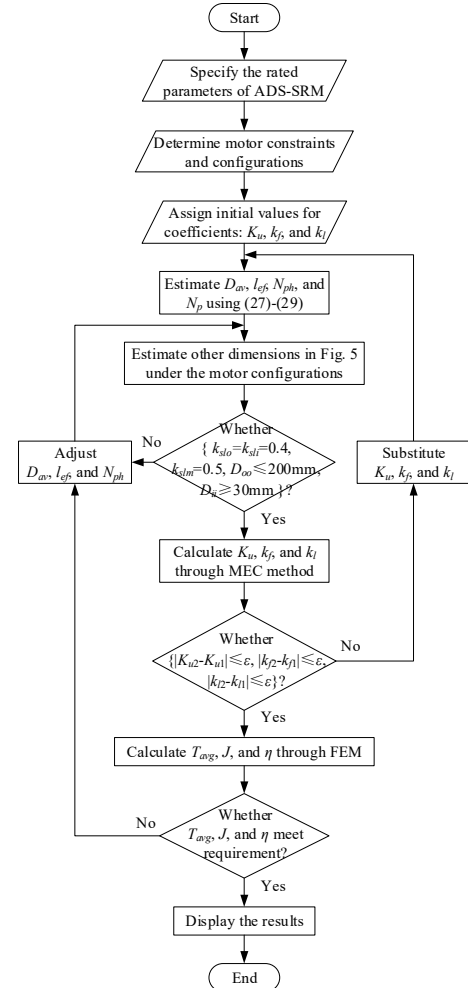 Start
Specify the rated
parameters of ADS-SRM
Determine motor constraints
and configurations
Assign initial values for
coefficients: Ku, kf, and kl
Estimate Dav, lef, Nph, and
Np using (27)-(29)
Estimate other dimensions in Fig. 5
under the motor configurations
Whether
{ kslo=ksli=0.4,
kslm=0.5, Doo≤200mm,
Dii≥30mm }?
No
Adjust
Dav, lef, and Nph
Substitute
Ku, kf, and kl
Yes
Calculate Ku, kf, and kl
through MEC method
Whether
{|Ku2-Ku1|≤ε, |kf2-kf1|≤ε,
|kl2-kl1|≤ε}?
No
Yes
Calculate Tavg, J, and η through FEM
Whether
Tavg, J, and η meet
requirement?
No
Yes
Display the results
End